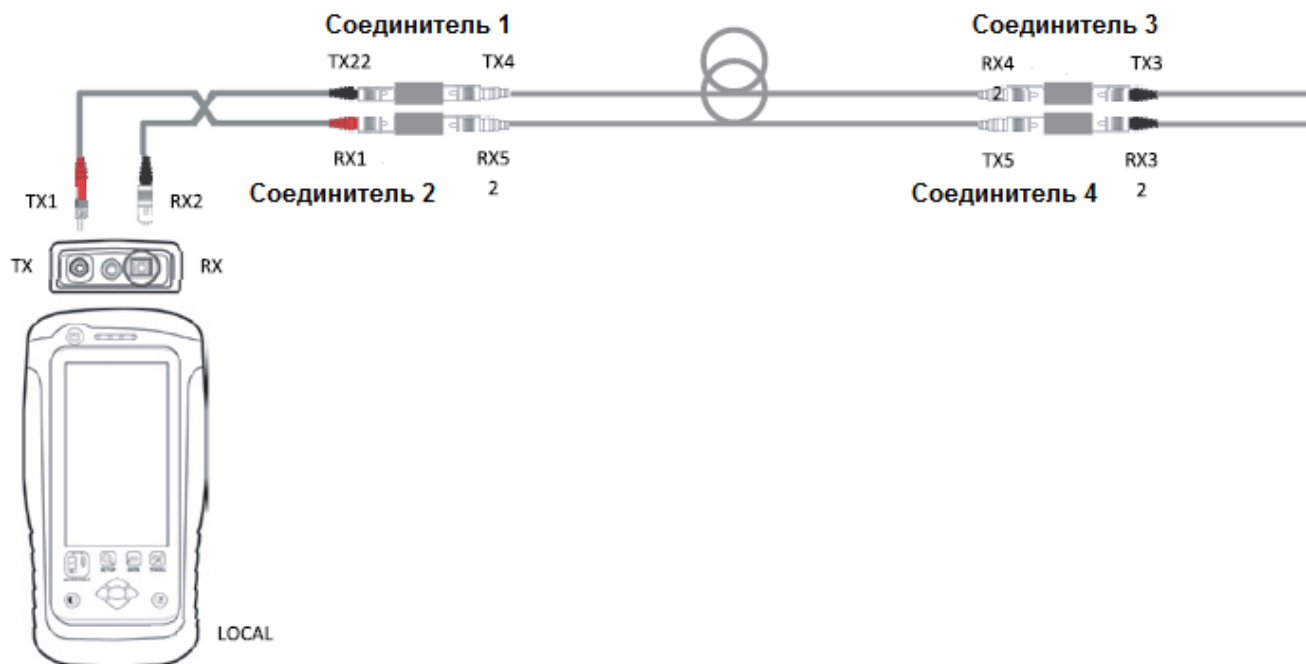 Соединитель 1
Соединитель 3
TX22
TX4
RX4
2
TX3
RX1
RX5
2
TX5
RX3
2
Соединитель 2
Соединитель 4
TX1
RX2
TX
RX
SETUP
LOCAL